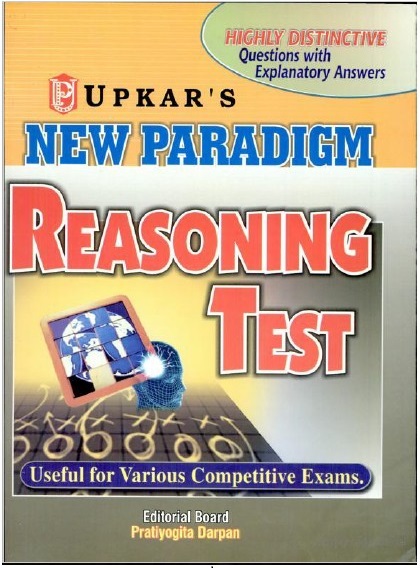 HIGHLY DISTINCTIVE
Questions with
Explanatory Answers
UPKAR'S
NEW PARADIGM
REASONING
TEST
Useful for Various Competitive Exams.
Editorial Board
Pratiyogita Darpan